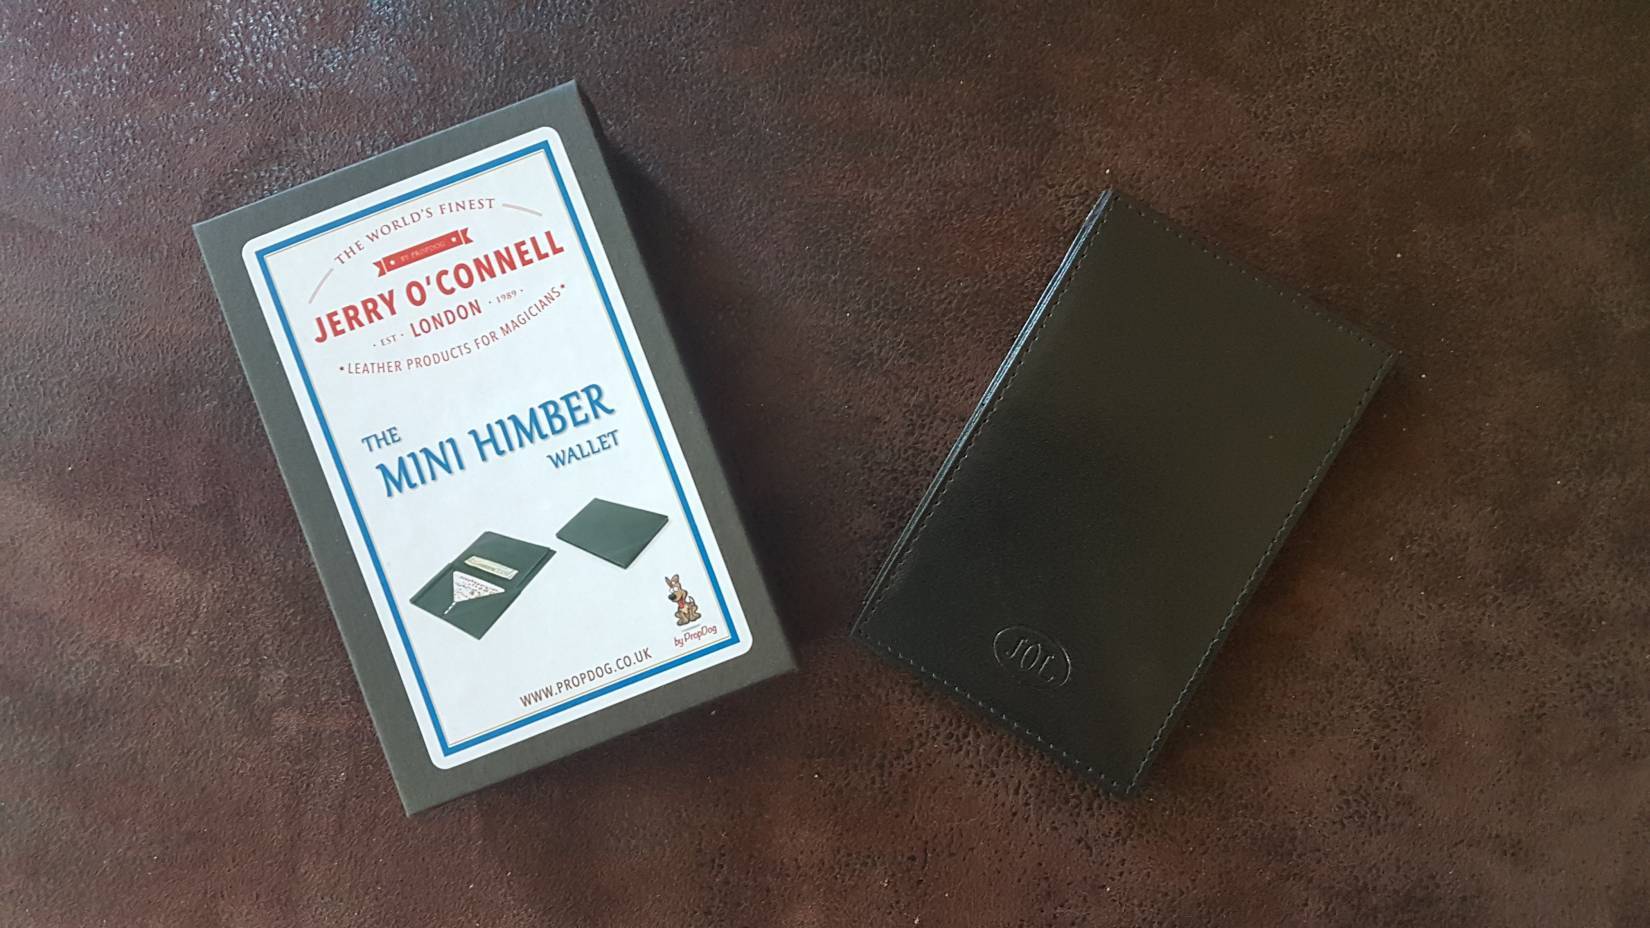 THE WORLD'S FINEST
BY PROPDOG
JERRY O'CONNELL
· EST · LONDON · 1989 ·
LEATHER PRODUCTS FOR MAGICIANS
THE
MINI HIMBER
WALLET
by PropDog
WWW.PROPDOG.CO.UK
JOL